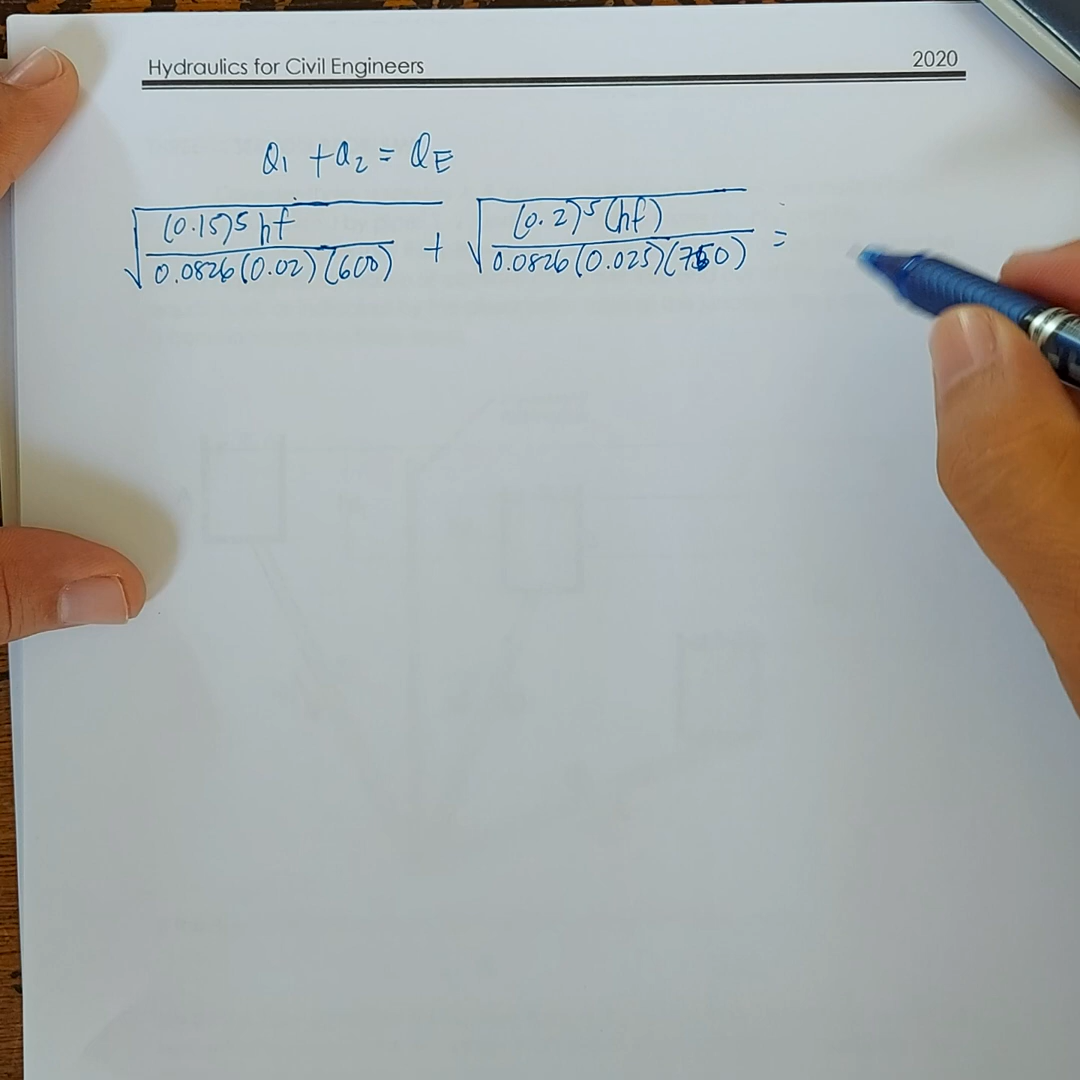 Hydraulics for Civil Engineers 2020
Q1 + Q2 = QE
√((0.15)^5 hf / 0.0826(0.02)(600)) + √((0.2)^5 (hf) / 0.0826(0.025)(750)) =